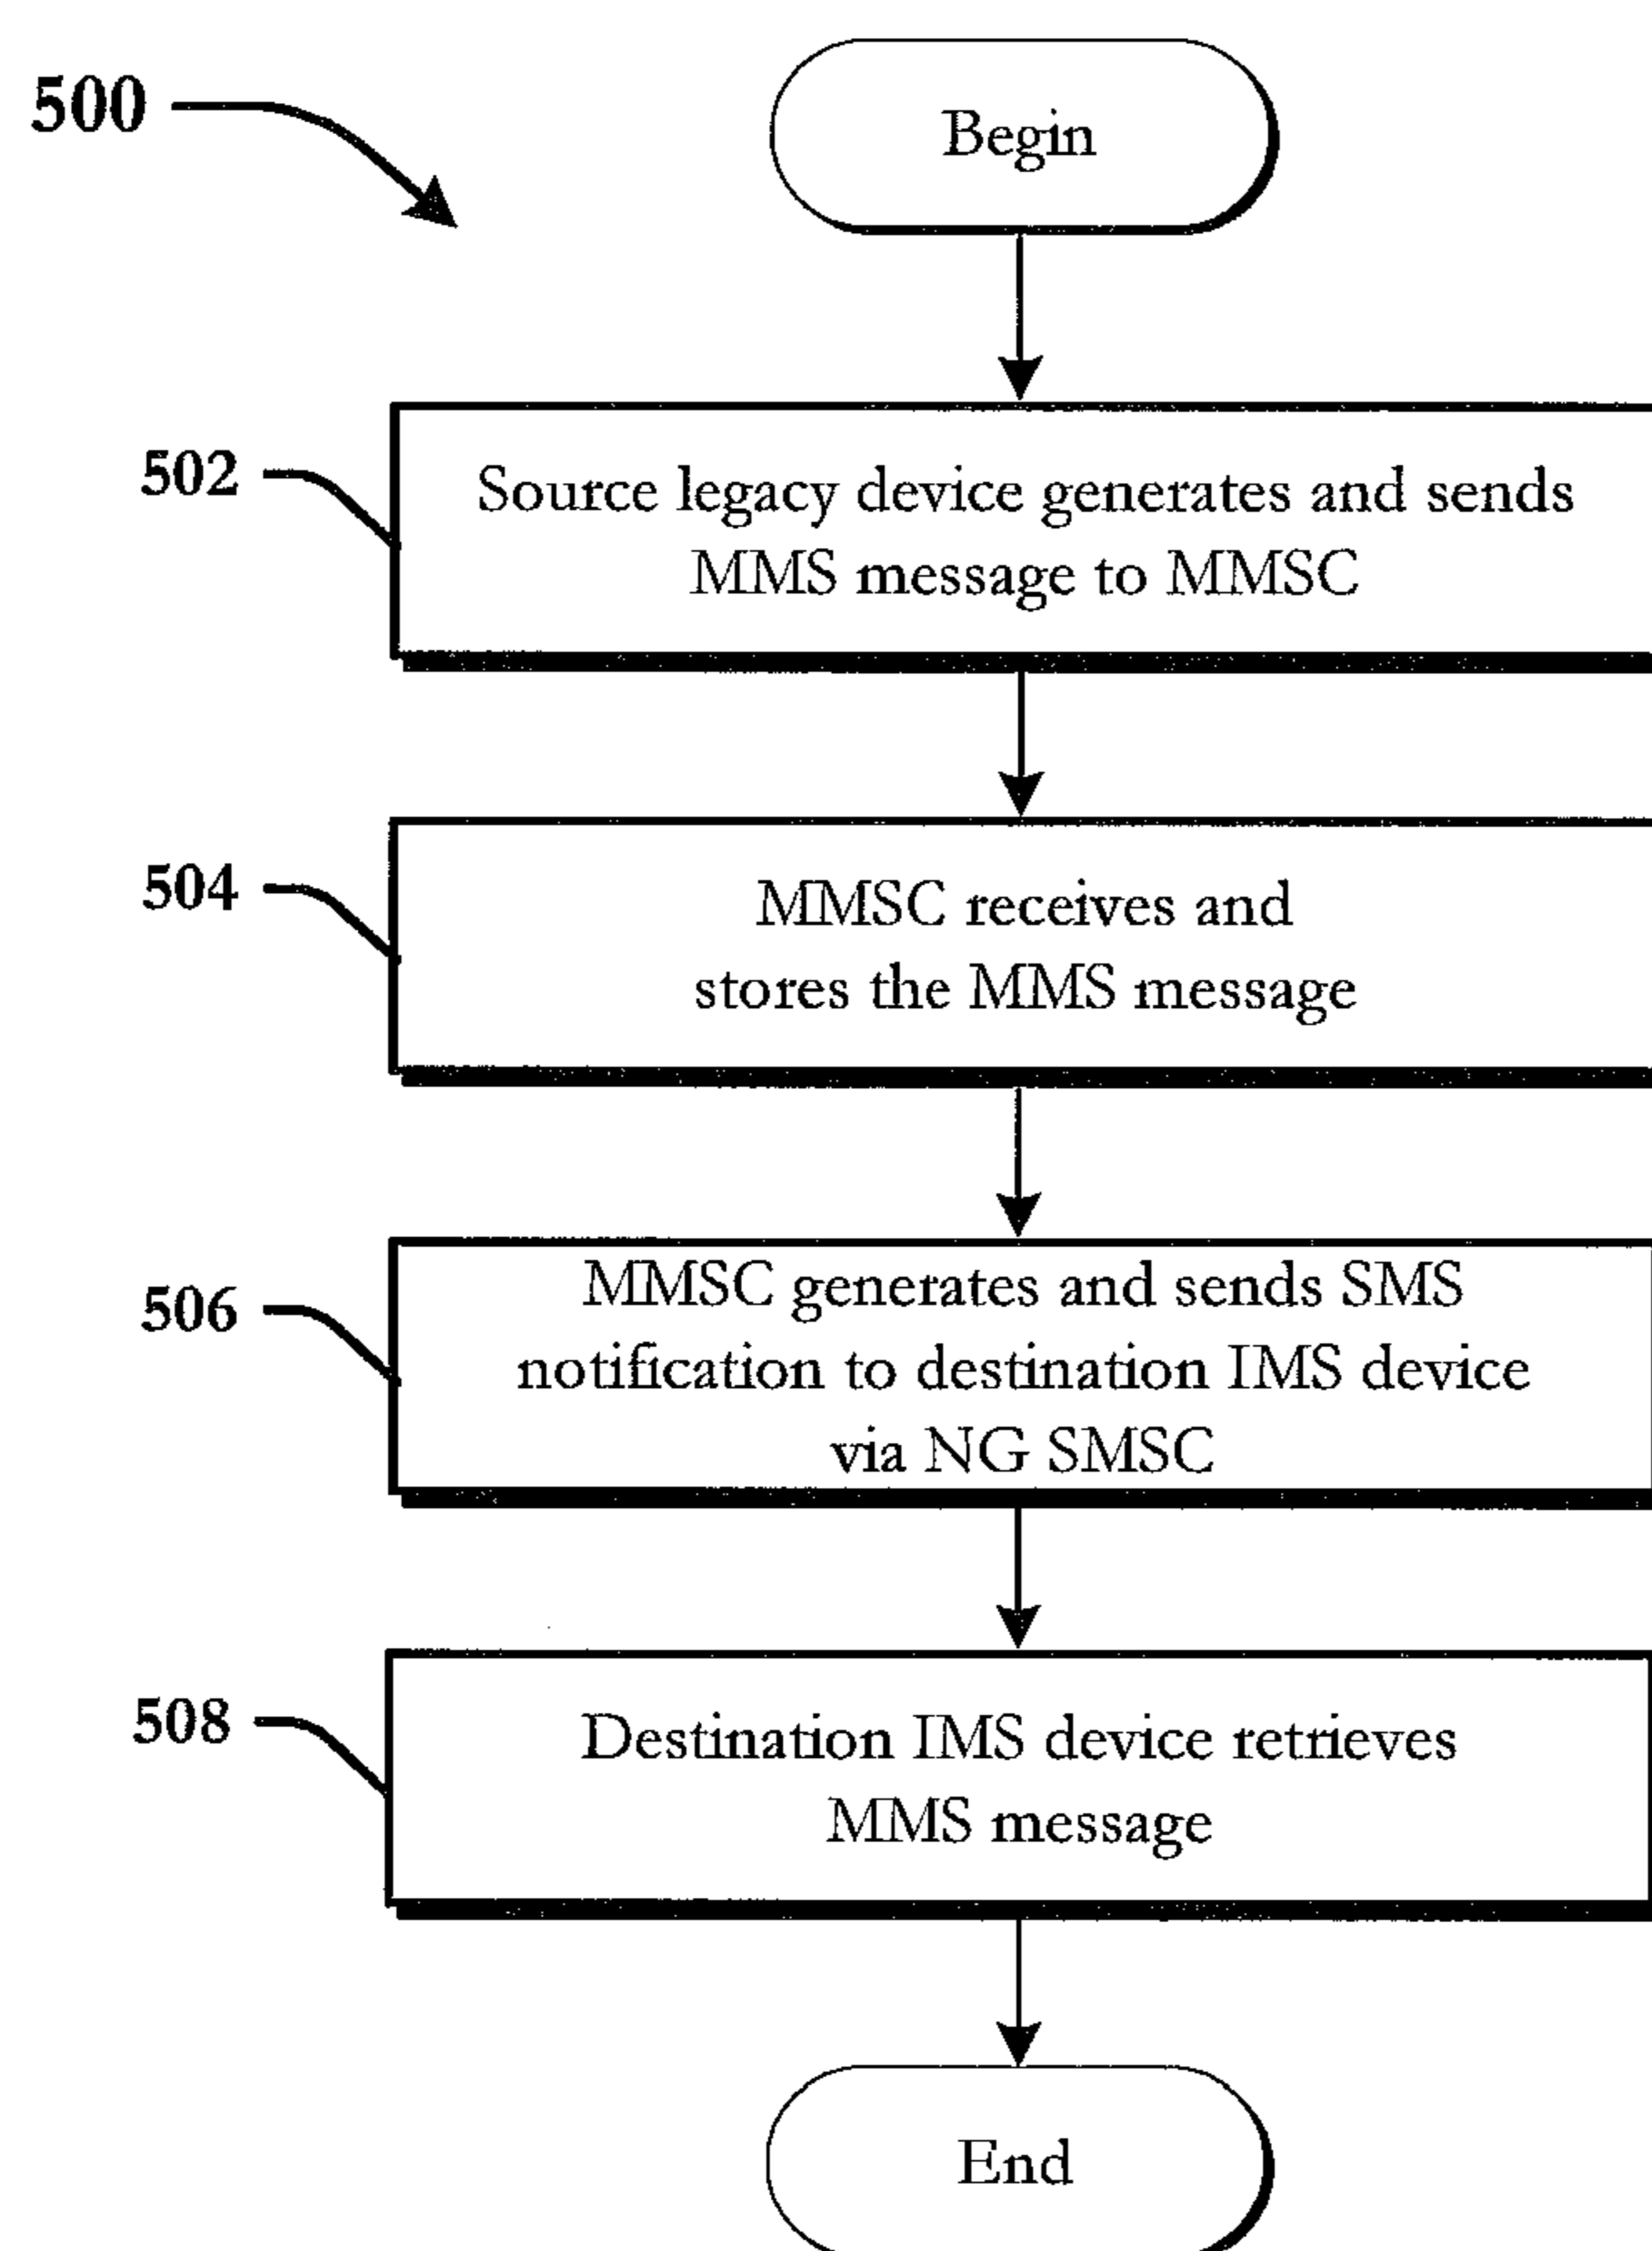 500
Begin
502
Source legacy device generates and sends
MMS message to MMSC
504
MMSC receives and
stores the MMS message
506
MMSC generates and sends SMS
notification to destination IMS device
via NG SMSC
508
Destination IMS device retrieves
MMS message
End